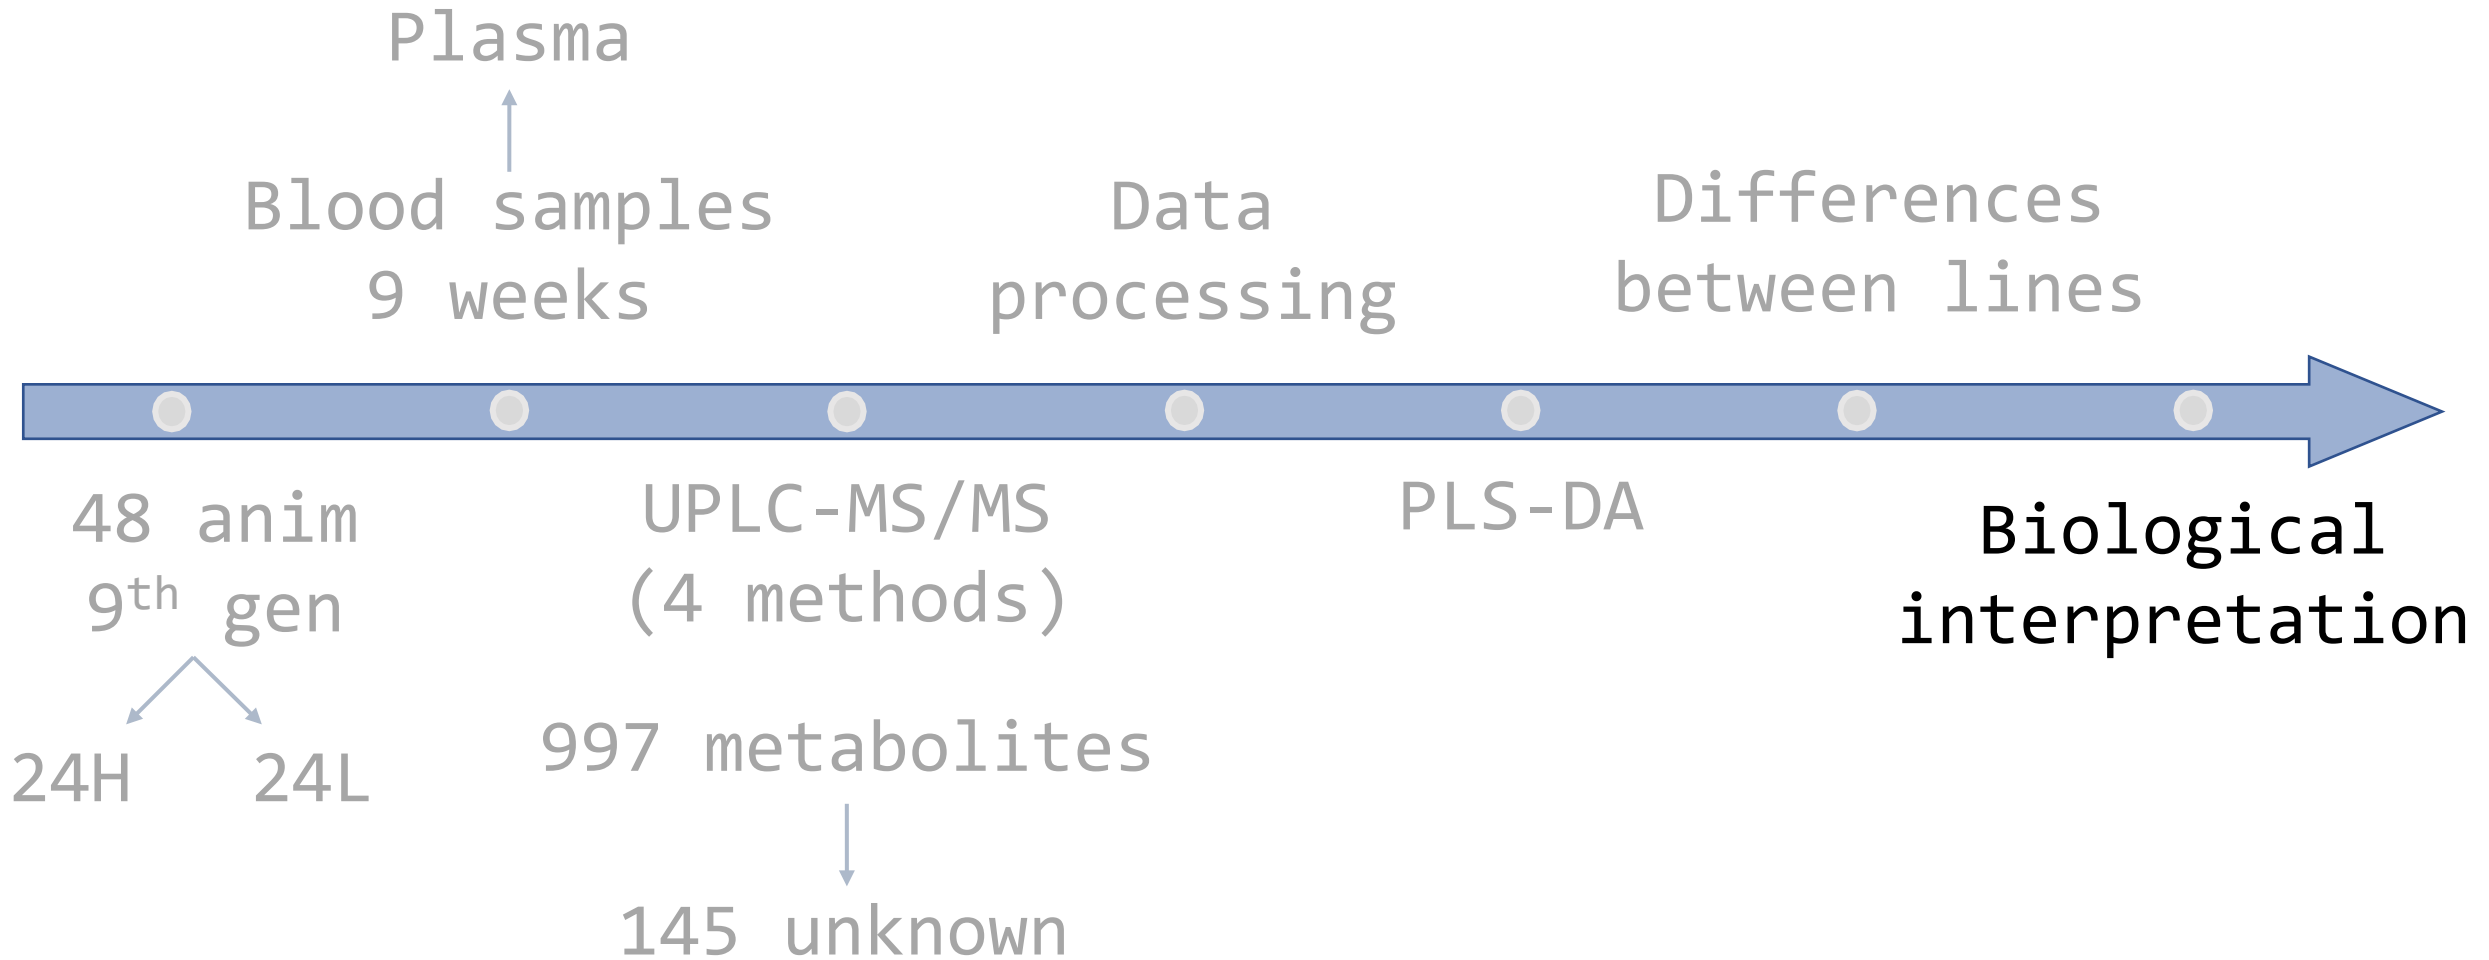 Plasma
Blood samples
9 weeks
Data
processing
Differences
between lines
48 anim
9th gen
24H 24L
UPLC-MS/MS
(4 methods)
997 metabolites
145 unknown
PLS-DA
Biological
interpretation